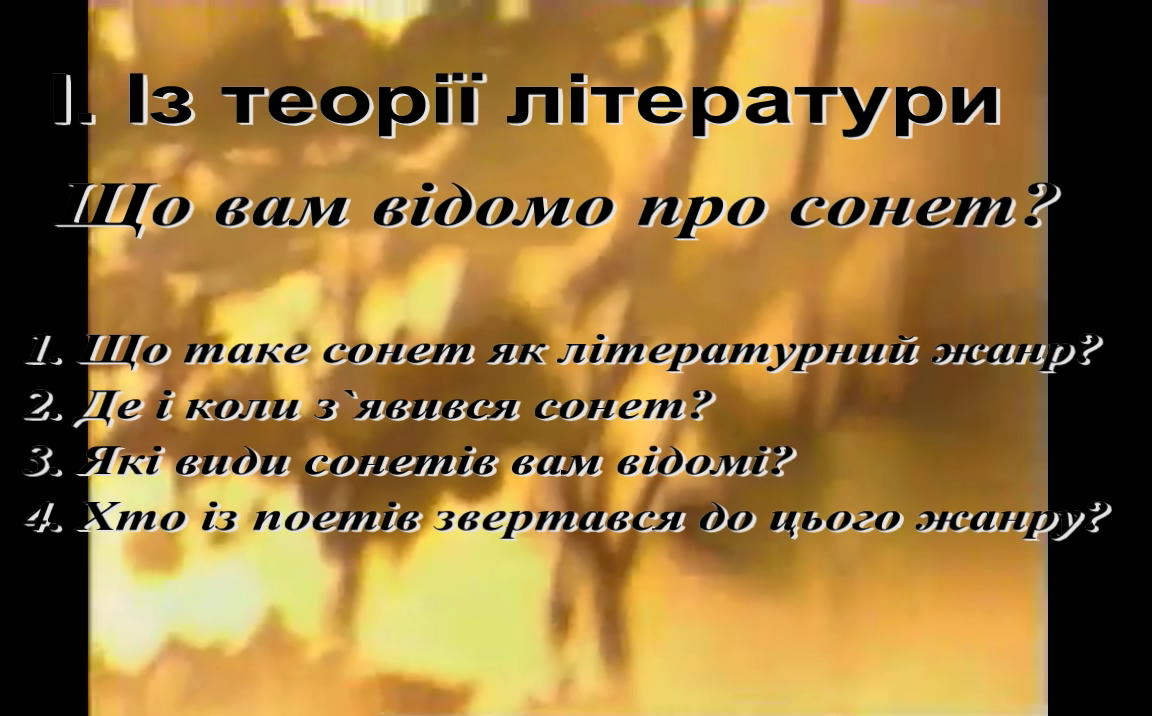 I. Із теорії літератури
Що вам відомо про сонет?
1. Що таке сонет як літературний жанр?
2. Де і коли з`явився сонет?
3. Які види сонетів вам відомі?
4. Хто із поетів звертався до цього жанру?